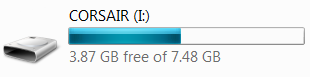 CORSAIR (I:)
3.87 GB free of 7.48 GB